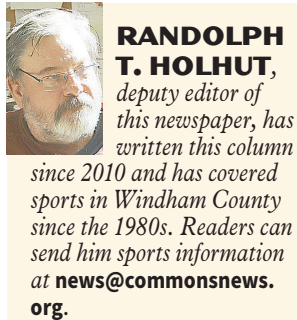 RANDOLPH
T. HOLHUT,
deputy editor of
this newspaper, has
written this column
since 2010 and has covered
sports in Windham County
since the 1980s. Readers can
send him sports information
at news@commonsnews.
org.